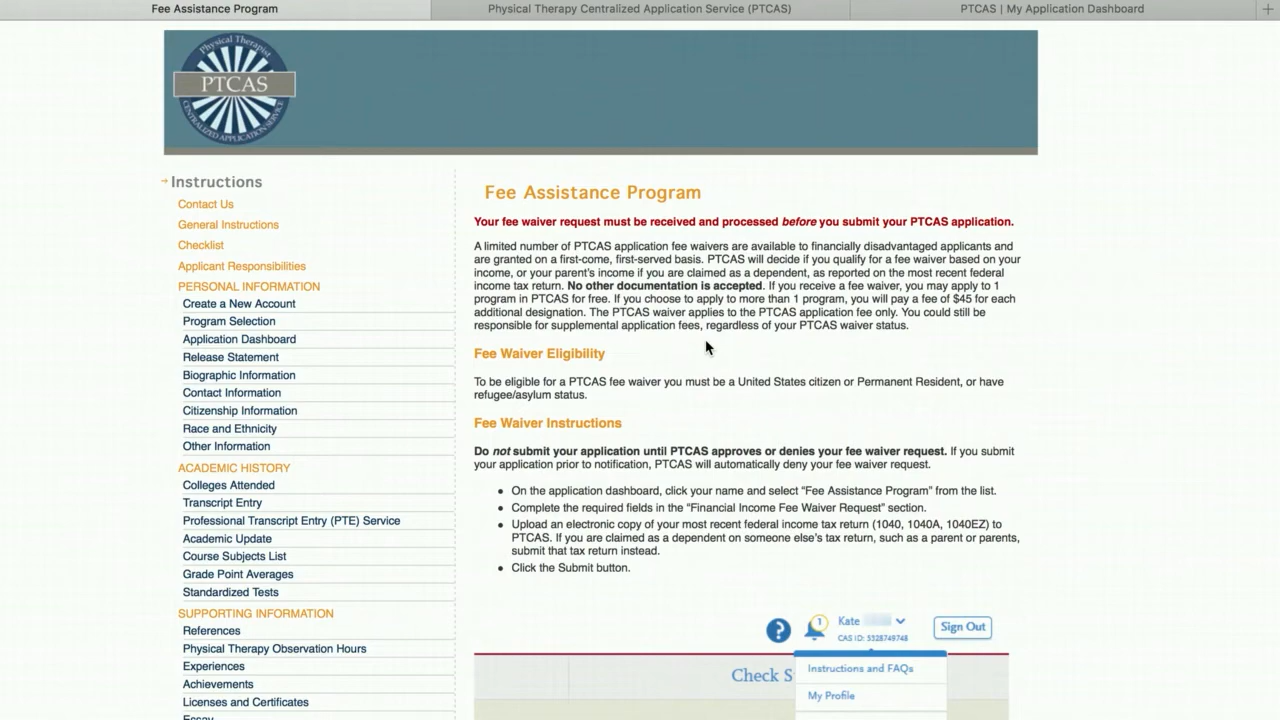 Fee Assistance Program
Physical Therapy Centralized Application Service (PTCAS)
PTCAS | My Application Dashboard
Physical Therapist
PTCAS
CENTRALIZED APPLICATION SERVICE
Instructions
Contact Us
General Instructions
Checklist
Applicant Responsibilities
PERSONAL INFORMATION
Create a New Account
Program Selection
Application Dashboard
Release Statement
Biographic Information
Contact Information
Citizenship Information
Race and Ethnicity
Other Information
ACADEMIC HISTORY
Colleges Attended
Transcript Entry
Professional Transcript Entry (PTE) Service
Academic Update
Course Subjects List
Grade Point Averages
Standardized Tests
SUPPORTING INFORMATION
References
Physical Therapy Observation Hours
Experiences
Achievements
Licenses and Certificates
Essay
Fee Assistance Program
Your fee waiver request must be received and processed before you submit your PTCAS application.
A limited number of PTCAS application fee waivers are available to financially disadvantaged applicants and
are granted on a first-come, first-served basis. PTCAS will decide if you qualify for a fee waiver based on your
income, or your parent's income if you are claimed as a dependent, as reported on the most recent federal
income tax return. No other documentation is accepted. If you receive a fee waiver, you may apply to 1
program in PTCAS for free. If you choose to apply to more than 1 program, you will pay a fee of $45 for each
additional designation. The PTCAS waiver applies to the PTCAS application fee only. You could still be
responsible for supplemental application fees, regardless of your PTCAS waiver status.
Fee Waiver Eligibility
To be eligible for a PTCAS fee waiver you must be a United States citizen or Permanent Resident, or have
refugee/asylum status.
Fee Waiver Instructions
Do not submit your application until PTCAS approves or denies your fee waiver request. If you submit
your application prior to notification, PTCAS will automatically deny your fee waiver request.
• On the application dashboard, click your name and select “Fee Assistance Program” from the list.
• Complete the required fields in the “Financial Income Fee Waiver Request” section.
• Upload an electronic copy of your most recent federal income tax return (1040, 1040A, 1040EZ) to
PTCAS. If you are claimed as a dependent on someone else's tax return, such as a parent or parents,
submit that tax return instead.
• Click the Submit button.
? 1 Kate
CAS ID: 5328749748
Sign Out
Check S
Instructions and FAQs
My Profile